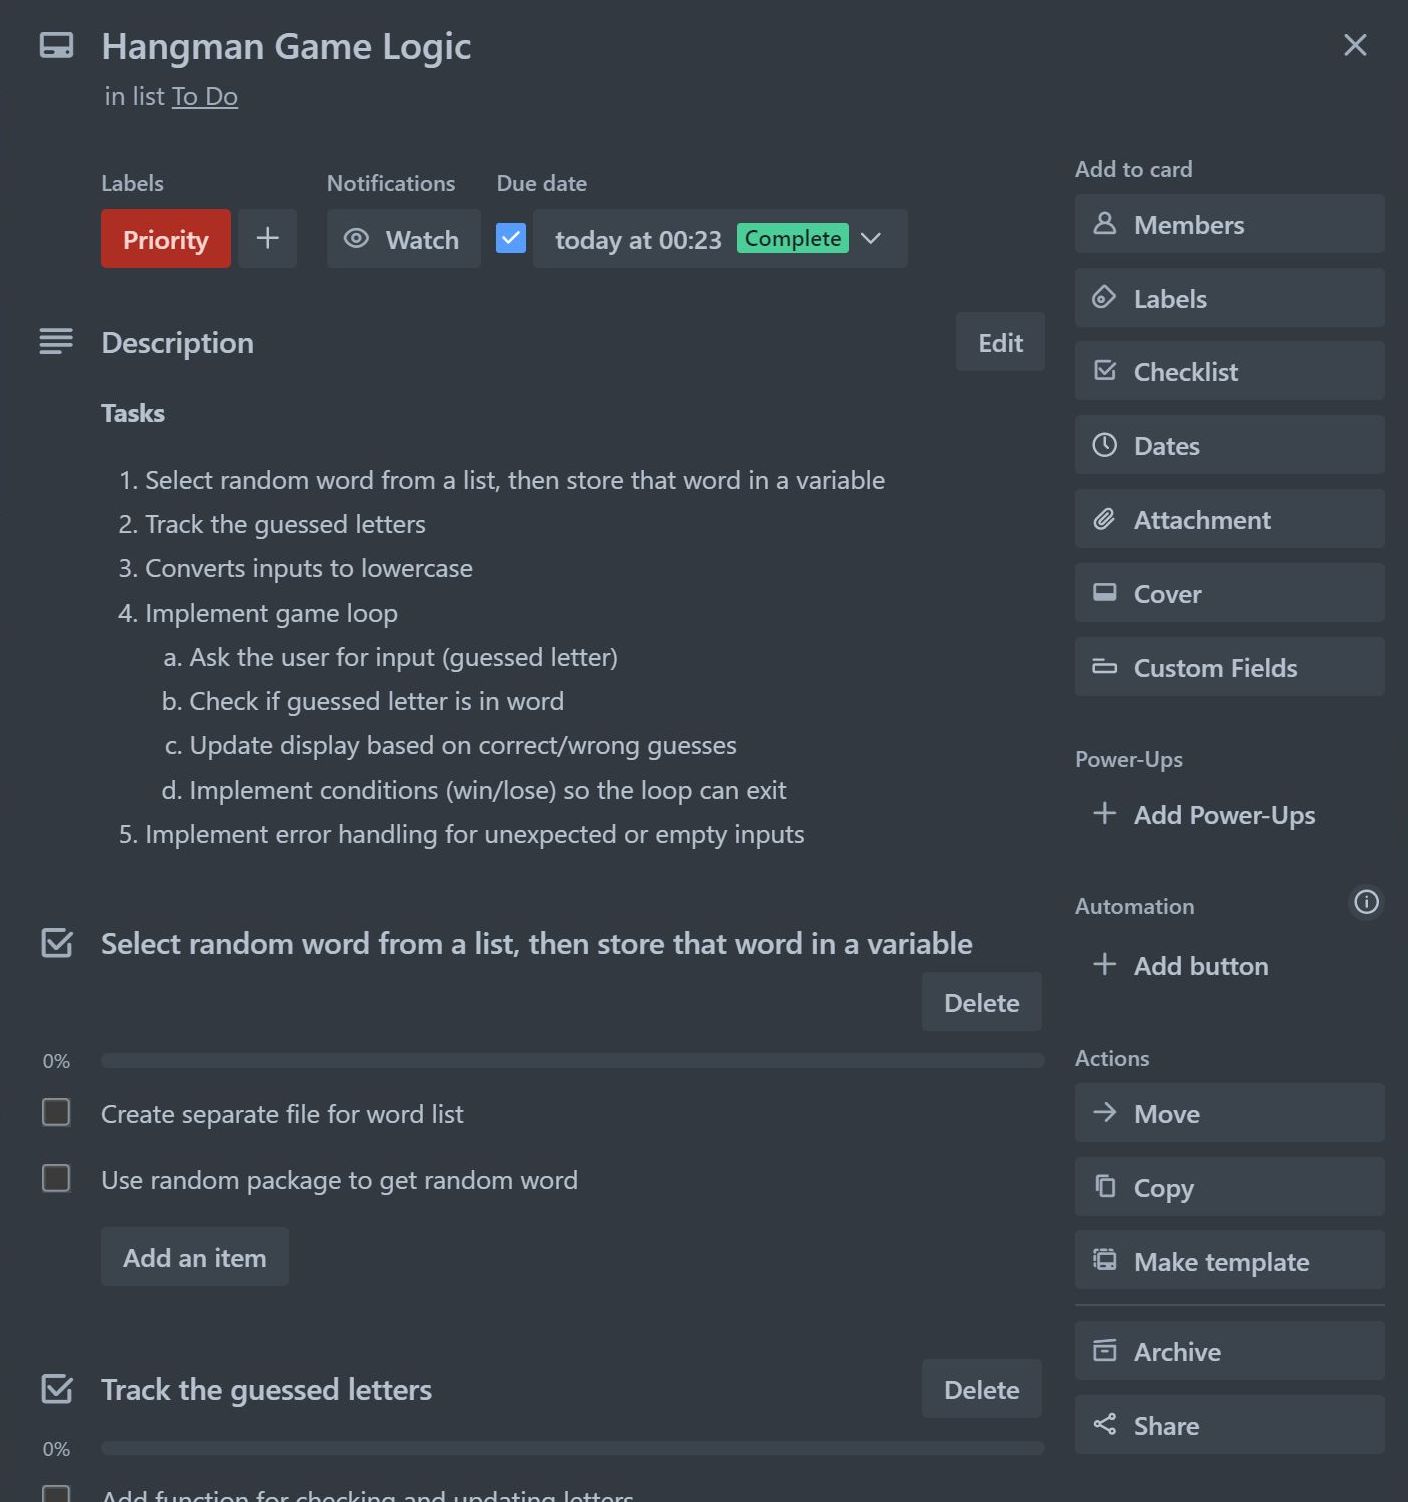 Hangman Game Logic
in list To Do
Labels
Notifications
Due date
Priority
Watch
today at 00:23 Complete
Description
Edit
Tasks
1. Select random word from a list, then store that word in a variable
2. Track the guessed letters
3. Converts inputs to lowercase
4. Implement game loop
a. Ask the user for input (guessed letter)
b. Check if guessed letter is in word
c. Update display based on correct/wrong guesses
d. Implement conditions (win/lose) so the loop can exit
5. Implement error handling for unexpected or empty inputs
Select random word from a list, then store that word in a variable
Delete
0%
Create separate file for word list
Use random package to get random word
Add an item
Track the guessed letters
Delete
0%
Add function for checking and updating letters
Add to card
Members
Labels
Checklist
Dates
Attachment
Cover
Custom Fields
Power-Ups
Add Power-Ups
Automation
Add button
Actions
Move
Copy
Make template
Archive
Share